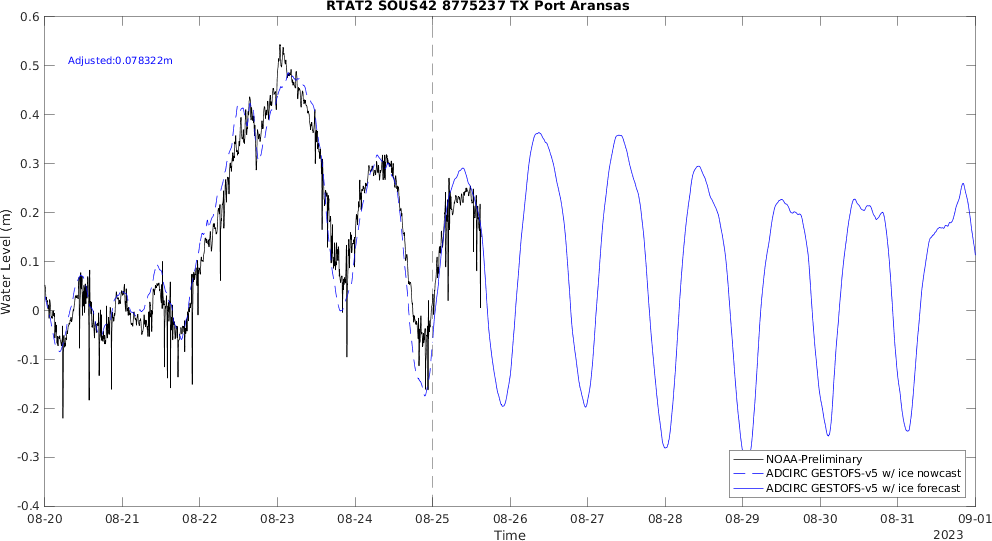 RTAT2 SOUS42 8775237 TX Port Aransas
Adjusted:0.078322m
Water Level (m)
0.6
0.5
0.4
0.3
0.2
0.1
0
-0.1
-0.2
-0.3
-0.4
NOAA-Preliminary
ADCIRC GESTOFS-v5 w/ ice nowcast
ADCIRC GESTOFS-v5 w/ ice forecast
08-20 08-21 08-22 08-23 08-24 08-25 08-26 08-27 08-28 08-29 08-30 08-31 09-01
Time
2023